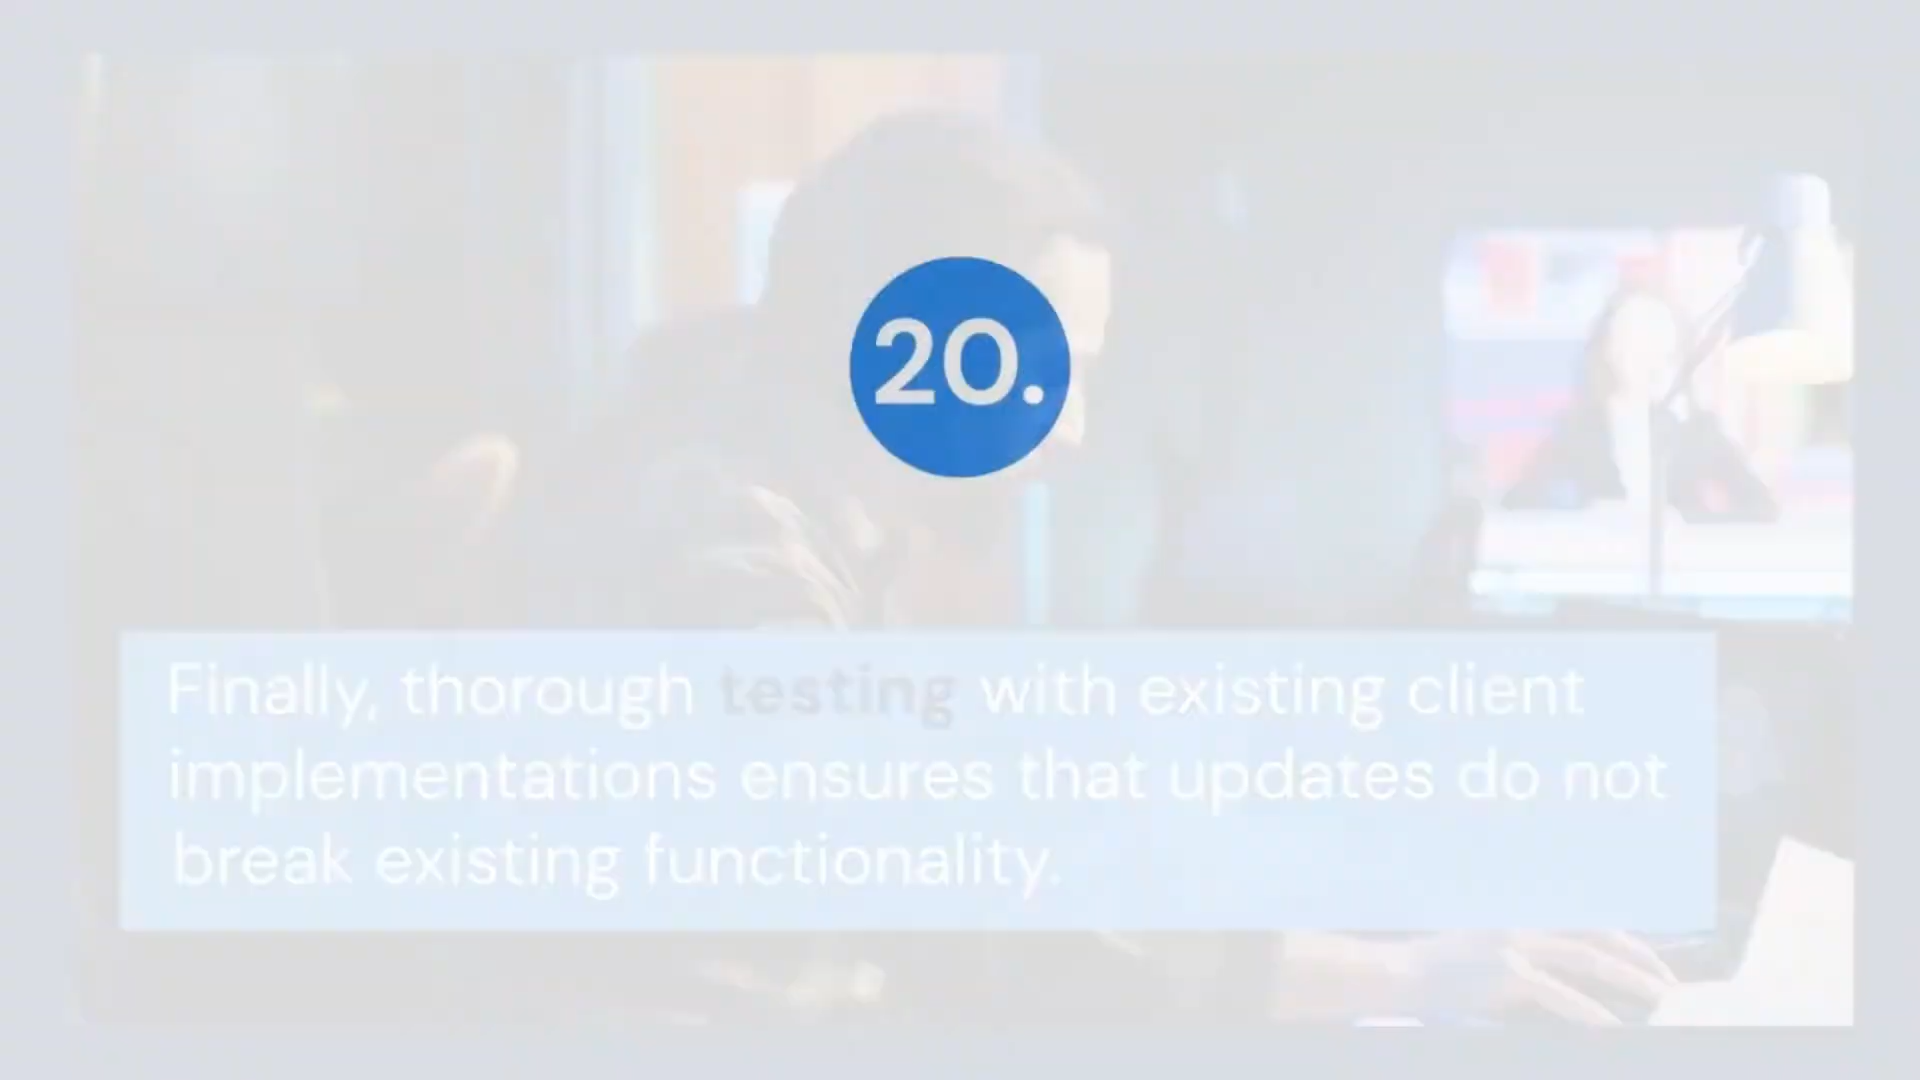 20.
Finally, thorough testing with existing client
implementations ensures that updates do not
break existing functionality.